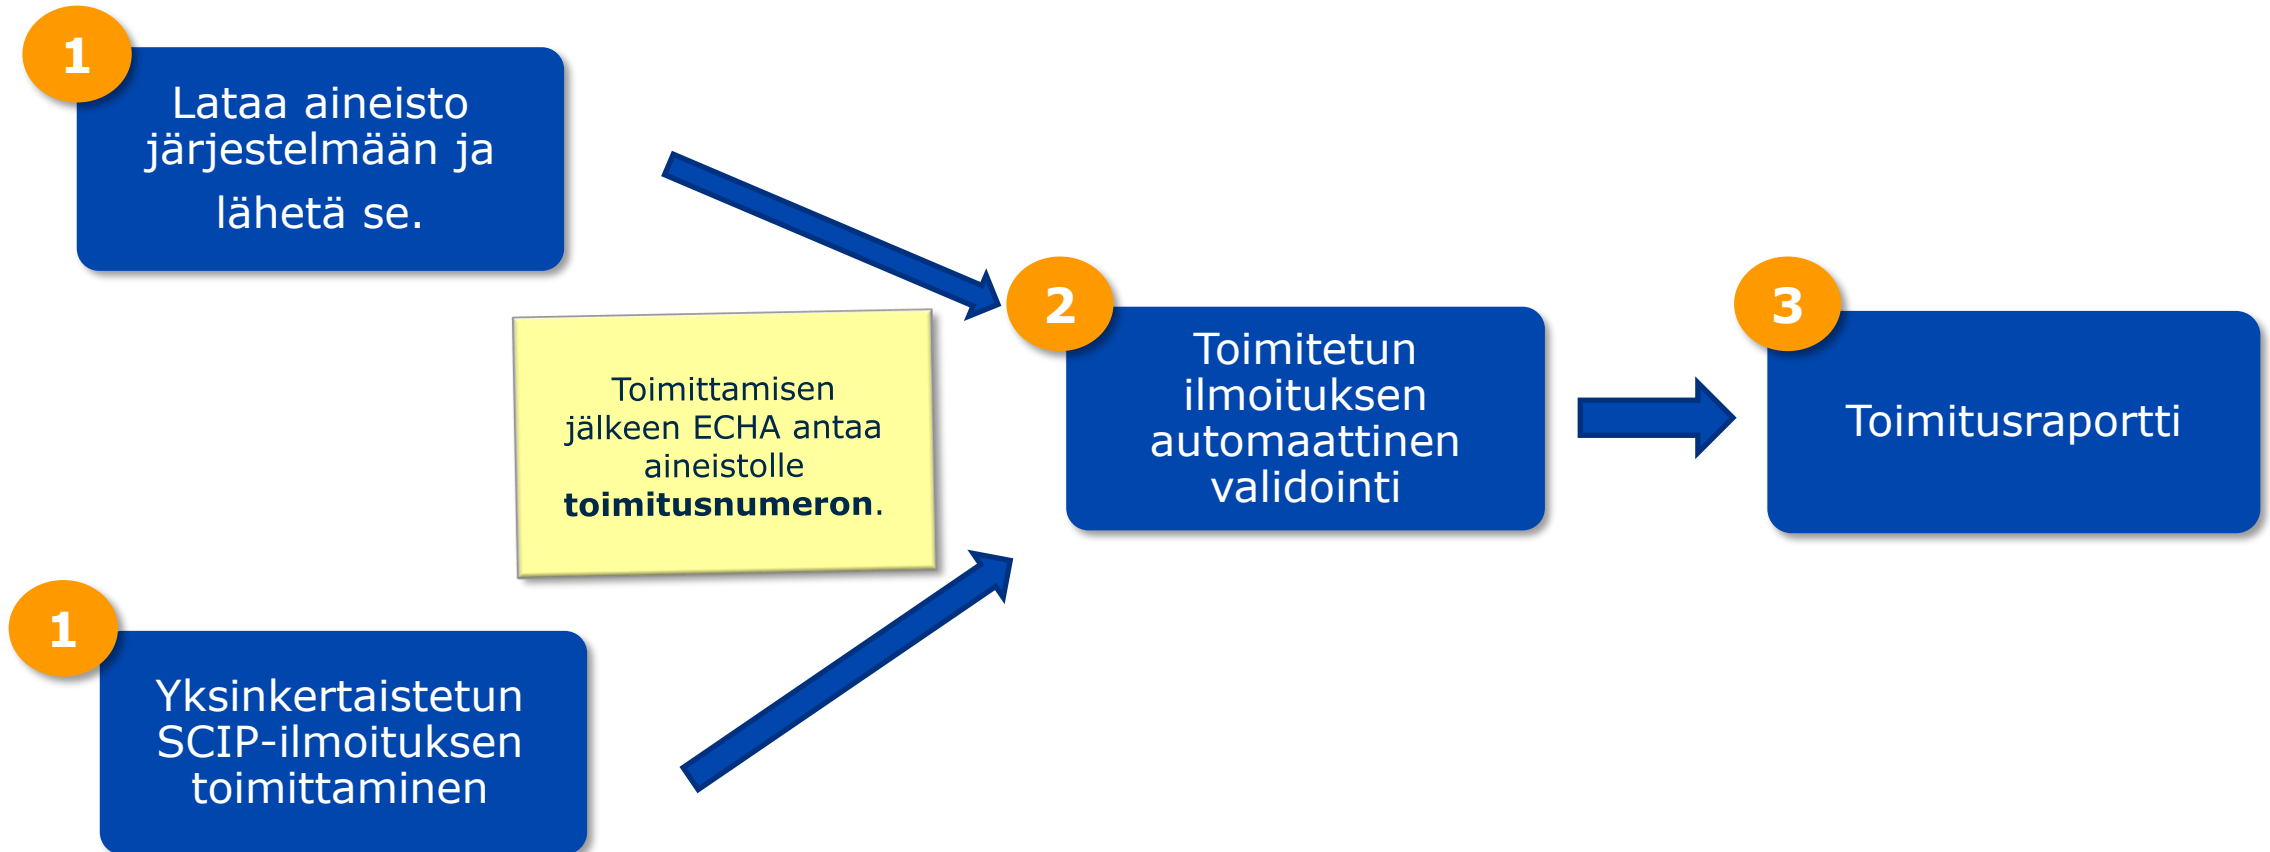 1
Lataa aineisto
järjestelmään ja
lähetä se.
Toimittamisen
jälkeen ECHA antaa
aineistolle
toimitusnumeron.
1
Yksinkertaistetun
SCIP-ilmoituksen
toimittaminen
2
Toimitetun
ilmoituksen
automaattinen
validointi
3
Toimitusraportti